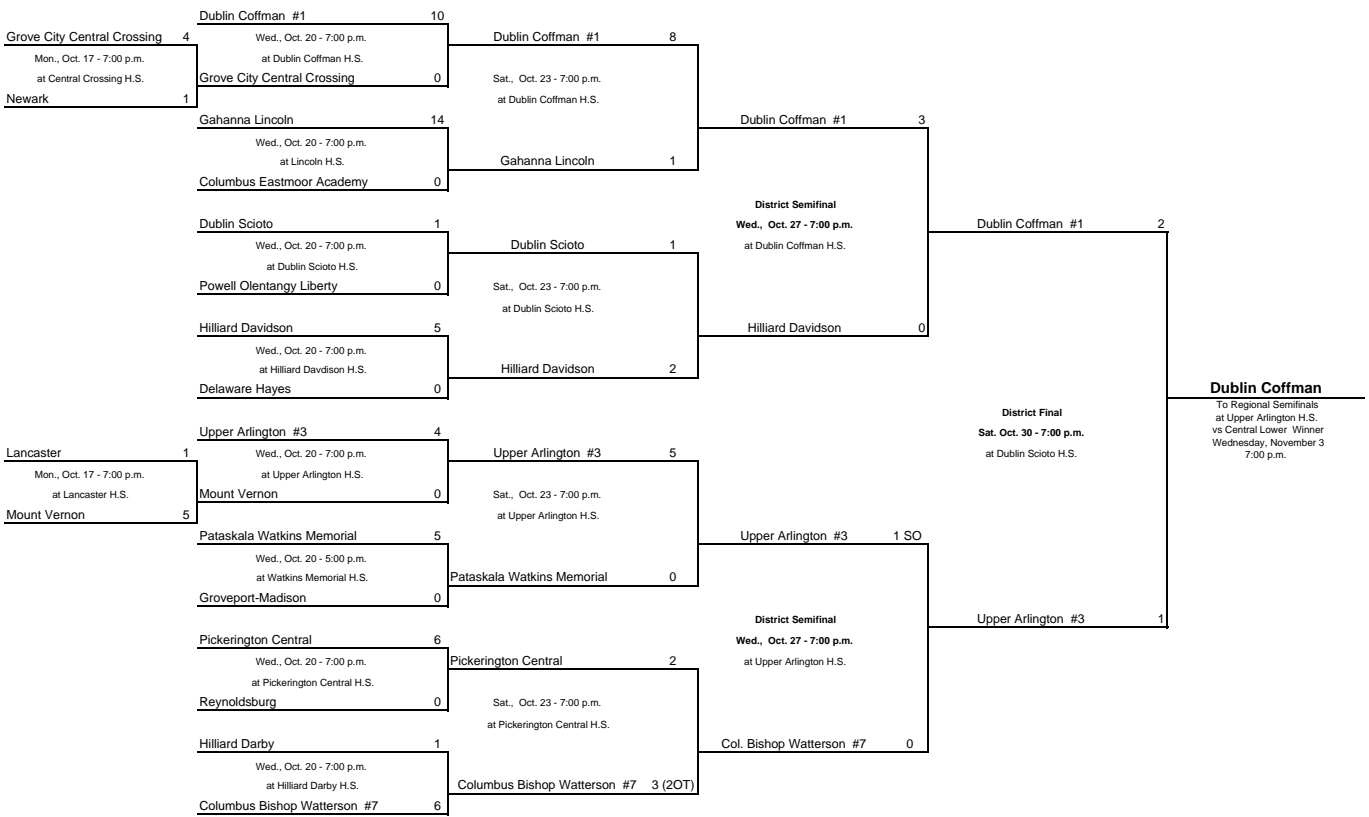 Dublin Coffman #1 10
Grove City Central Crossing 4
Wed., Oct. 20 - 7:00 p.m.
Dublin Coffman #1 8
Mon., Oct. 17 - 7:00 p.m.
at Dublin Coffman H.S.
at Central Crossing H.S.
Grove City Central Crossing 0
Sat., Oct. 23 - 7:00 p.m.
Newark 1
at Dublin Coffman H.S.
Gahanna Lincoln 14
Dublin Coffman #1 3
Wed., Oct. 20 - 7:00 p.m.
at Lincoln H.S.
Gahanna Lincoln 1
Columbus Eastmoor Academy 0
District Semifinal
Dublin Scioto 1
Wed., Oct. 27 - 7:00 p.m.
Dublin Coffman #1 2
Wed., Oct. 20 - 7:00 p.m.
Dublin Scioto 1
at Dublin Coffman H.S.
at Dublin Scioto H.S.
Powell Olentangy Liberty 0
Sat., Oct. 23 - 7:00 p.m.
at Dublin Scioto H.S.
Hilliard Davidson 5
Hilliard Davidson 0
Wed., Oct. 20 - 7:00 p.m.
at Hilliard Davdison H.S.
Hilliard Davidson 2
Delaware Hayes 0
Dublin Coffman
To Regional Semifinals
District Final
at Upper Arlington H.S.
Upper Arlington #3 4
Sat. Oct. 30 - 7:00 p.m.
vs Central Lower Winner
Wednesday, November 3
Lancaster 1
Wed., Oct. 20 - 7:00 p.m.
Upper Arlington #3 5
at Dublin Scioto H.S.
7:00 p.m.
Mon., Oct. 17 - 7:00 p.m.
at Upper Arlington H.S.
at Lancaster H.S.
Mount Vernon 0
Sat., Oct. 23 - 7:00 p.m.
Mount Vernon 5
at Upper Arlington H.S.
Pataskala Watkins Memorial 5
Upper Arlington #3 1 SO
Wed., Oct. 20 - 5:00 p.m.
at Watkins Memorial H.S.
Pataskala Watkins Memorial 0
Groveport-Madison 0
District Semifinal
Upper Arlington #3 1
Pickerington Central 6
Wed., Oct. 27 - 7:00 p.m.
Wed., Oct. 20 - 7:00 p.m.
Pickerington Central 2
at Upper Arlington H.S.
at Pickerington Central H.S.
Reynoldsburg 0
Sat., Oct. 23 - 7:00 p.m.
at Pickerington Central H.S.
Hilliard Darby 1
Col. Bishop Watterson #7 0
Wed., Oct. 20 - 7:00 p.m.
at Hilliard Darby H.S.
Columbus Bishop Watterson #7 3 (2OT)
Columbus Bishop Watterson #7 6